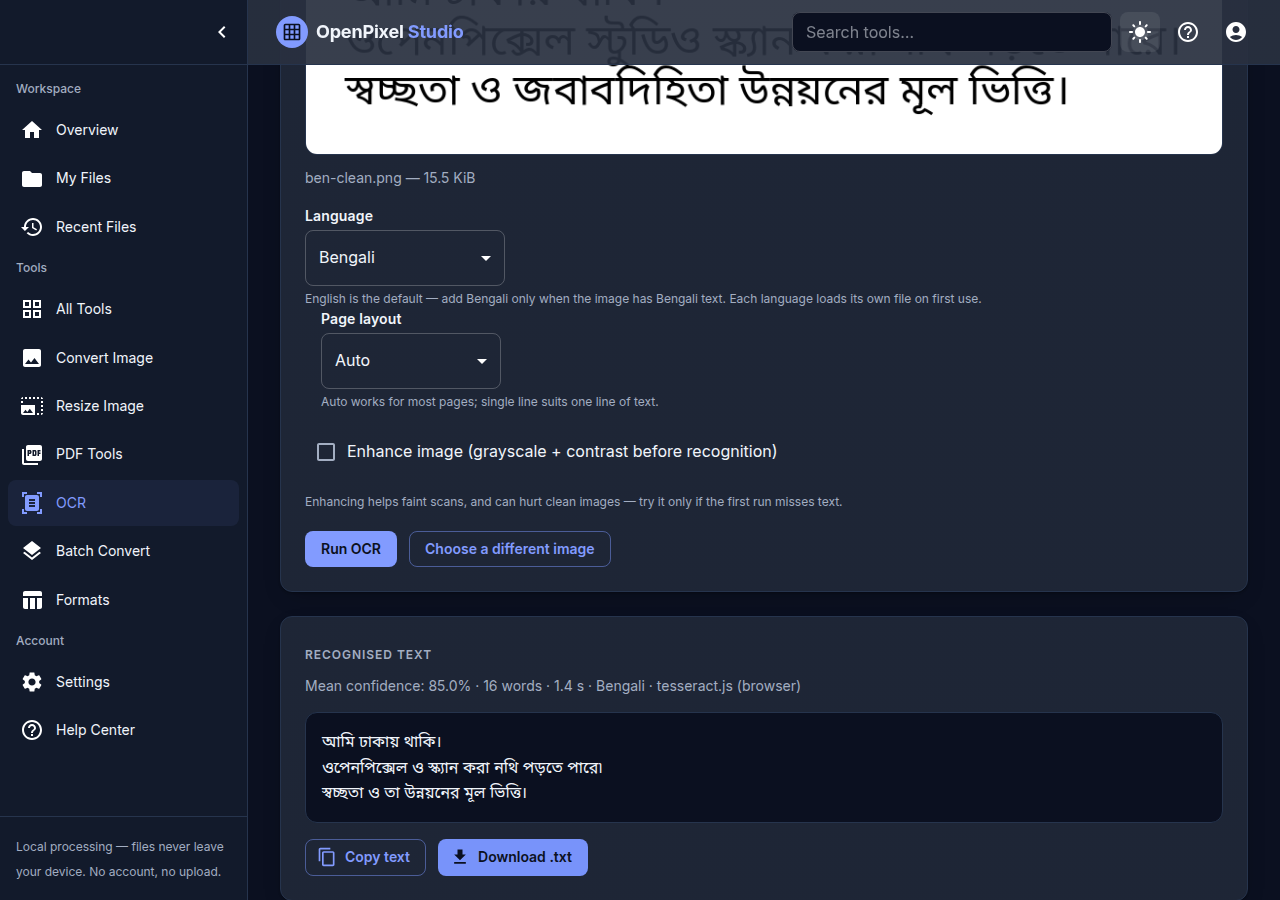 OpenPixel Studio
Search tools...
আমি ঢাকায় থাকি।
ওপেনপিক্সেল স্টুডিও স্ক্যান করা নথি পড়তে পারে।
স্বচ্ছতা ও জবাবদিহিতা উন্নয়নের মূল ভিত্তি।
Workspace
Overview
My Files
Recent Files
Tools
All Tools
Convert Image
Resize Image
PDF Tools
OCR
Batch Convert
Formats
Account
Settings
Help Center
Local processing — files never leave
your device. No account, no upload.
ben-clean.png — 15.5 KiB
Language
Bengali
English is the default — add Bengali only when the image has Bengali text. Each language loads its own file on first use.
Page layout
Auto
Auto works for most pages; single line suits one line of text.
Enhance image (grayscale + contrast before recognition)
Enhancing helps faint scans, and can hurt clean images — try it only if the first run misses text.
Run OCR
Choose a different image
RECOGNISED TEXT
Mean confidence: 85.0% · 16 words · 1.4 s · Bengali · tesseract.js (browser)
আমি ঢাকায় থাকি।
ওপেনপিক্সেল ও স্ক্যান করা নথি পড়তে পারে৷
স্বচ্ছতা ও তা উন্নয়নের মূল ভিত্তি।
Copy text
Download .txt